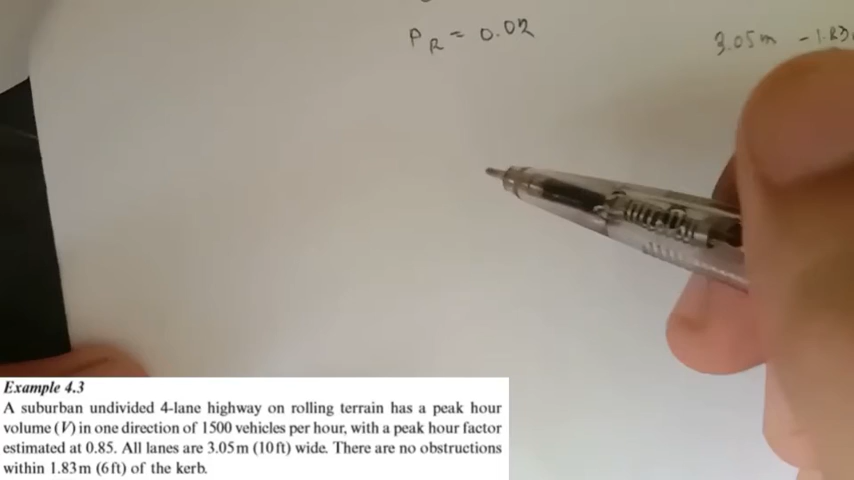 P_R = 0.02
3.05m - 1.83
Example 4.3
A suburban undivided 4-lane highway on rolling terrain has a peak hour
volume (V) in one direction of 1500 vehicles per hour, with a peak hour factor
estimated at 0.85. All lanes are 3.05 m (10 ft) wide. There are no obstructions
within 1.83 m (6 ft) of the kerb.